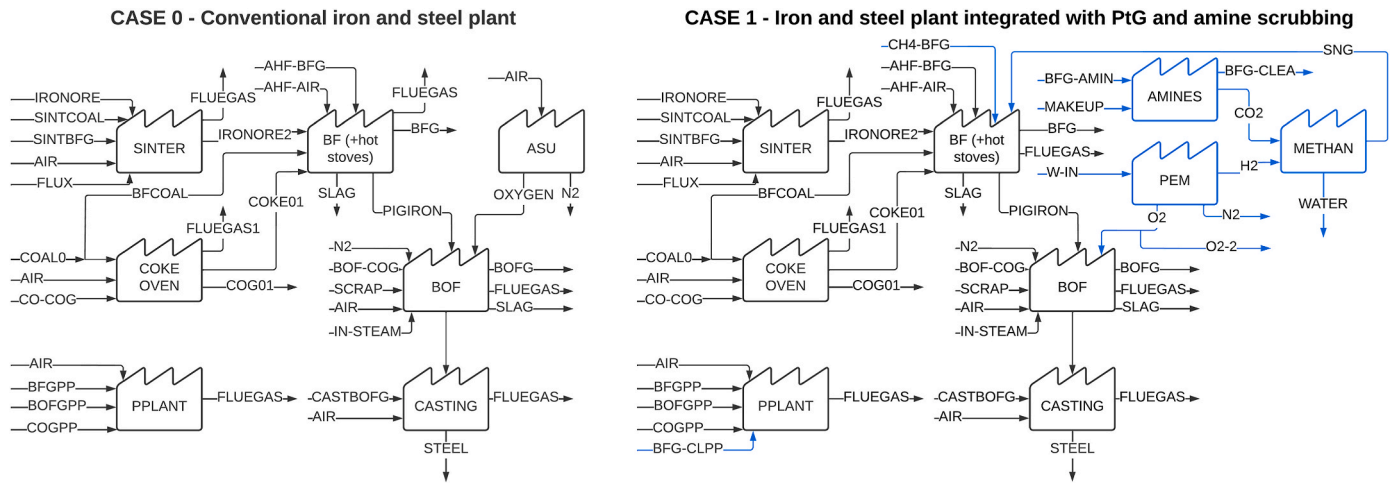 CASE 0 - Conventional iron and steel plant
IRONORE
SINTCOAL
SINTBFG
AIR
FLUX
SINTER
FLUEGAS
IRONORE2
AHF-BFG
AHF-AIR
BF (+hot
stoves)
FLUEGAS
BFG
SLAG
PIGIRON
AIR
ASU
OXYGEN
N2
BFCOAL
COKE01
COAL0
AIR
CO-COG
COKE
OVEN
FLUEGAS1
COG01
N2
BOF-COG
SCRAP
AIR
IN-STEAM
BOF
BOFG
FLUEGAS
SLAG
AIR
BFGPP
BOFGPP
COGPP
PPLANT
FLUEGAS
CASTBOFG
AIR
CASTING
FLUEGAS
STEEL
CASE 1 - Iron and steel plant integrated with PtG and amine scrubbing
IRONORE
SINTCOAL
SINTBFG
AIR
FLUX
SINTER
FLUEGAS
IRONORE2
CH4-BFG
AHF-BFG
AHF-AIR
BF (+hot
stoves)
SNG
BFG
FLUEGAS
SLAG
PIGIRON
BFG-AMIN
MAKEUP
AMINES
BFG-CLEA
CO2
METHAN
WATER
W-IN
PEM
H2
O2
N2
O2-2
BFCOAL
COKE01
COAL0
AIR
CO-COG
COKE
OVEN
FLUEGAS1
COG01
N2
BOF-COG
SCRAP
AIR
IN-STEAM
BOF
BOFG
FLUEGAS
SLAG
AIR
BFGPP
BOFGPP
COGPP
BFG-CLPP
PPLANT
FLUEGAS
CASTBOFG
AIR
CASTING
FLUEGAS
STEEL